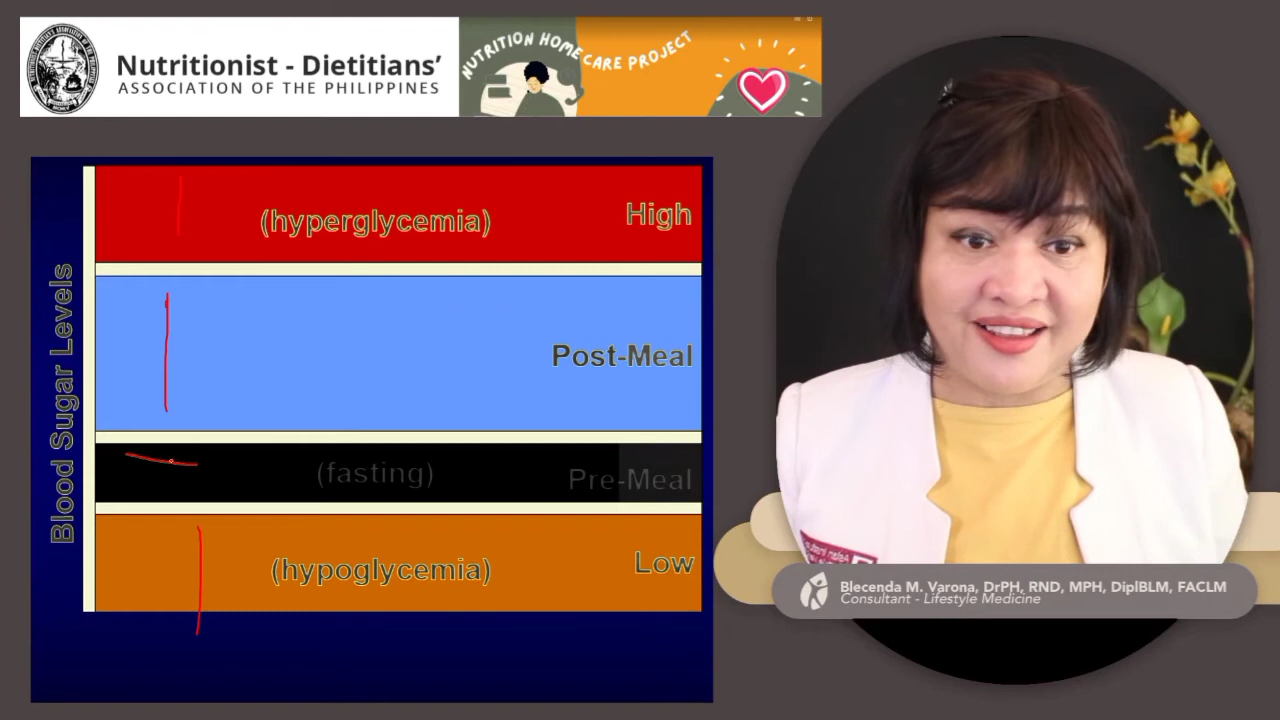 Nutritionist - Dietitians'
ASSOCIATION OF THE PHILIPPINES
NUTRITION HOME CARE PROJECT
Blood Sugar Levels
(hyperglycemia)
High
Post-Meal
(fasting)
Pre-Meal
(hypoglycemia)
Low
Blecenda M. Varona, DrPH, RND, MPH, DiplBLM, FACLM
Consultant - Lifestyle Medicine